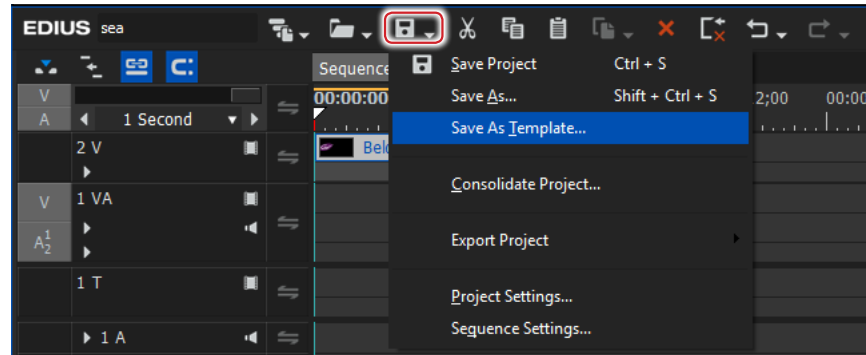 EDIUS sea
Sequence
Save Project Ctrl + S
Save As... Shift + Ctrl + S
Save As Template...
Consolidate Project...
Export Project
Project Settings...
Sequence Settings...
V
A
1 Second
00:00:00
2;00
00:00
2 V
V
1 VA
A 1 2
1 T
1 A